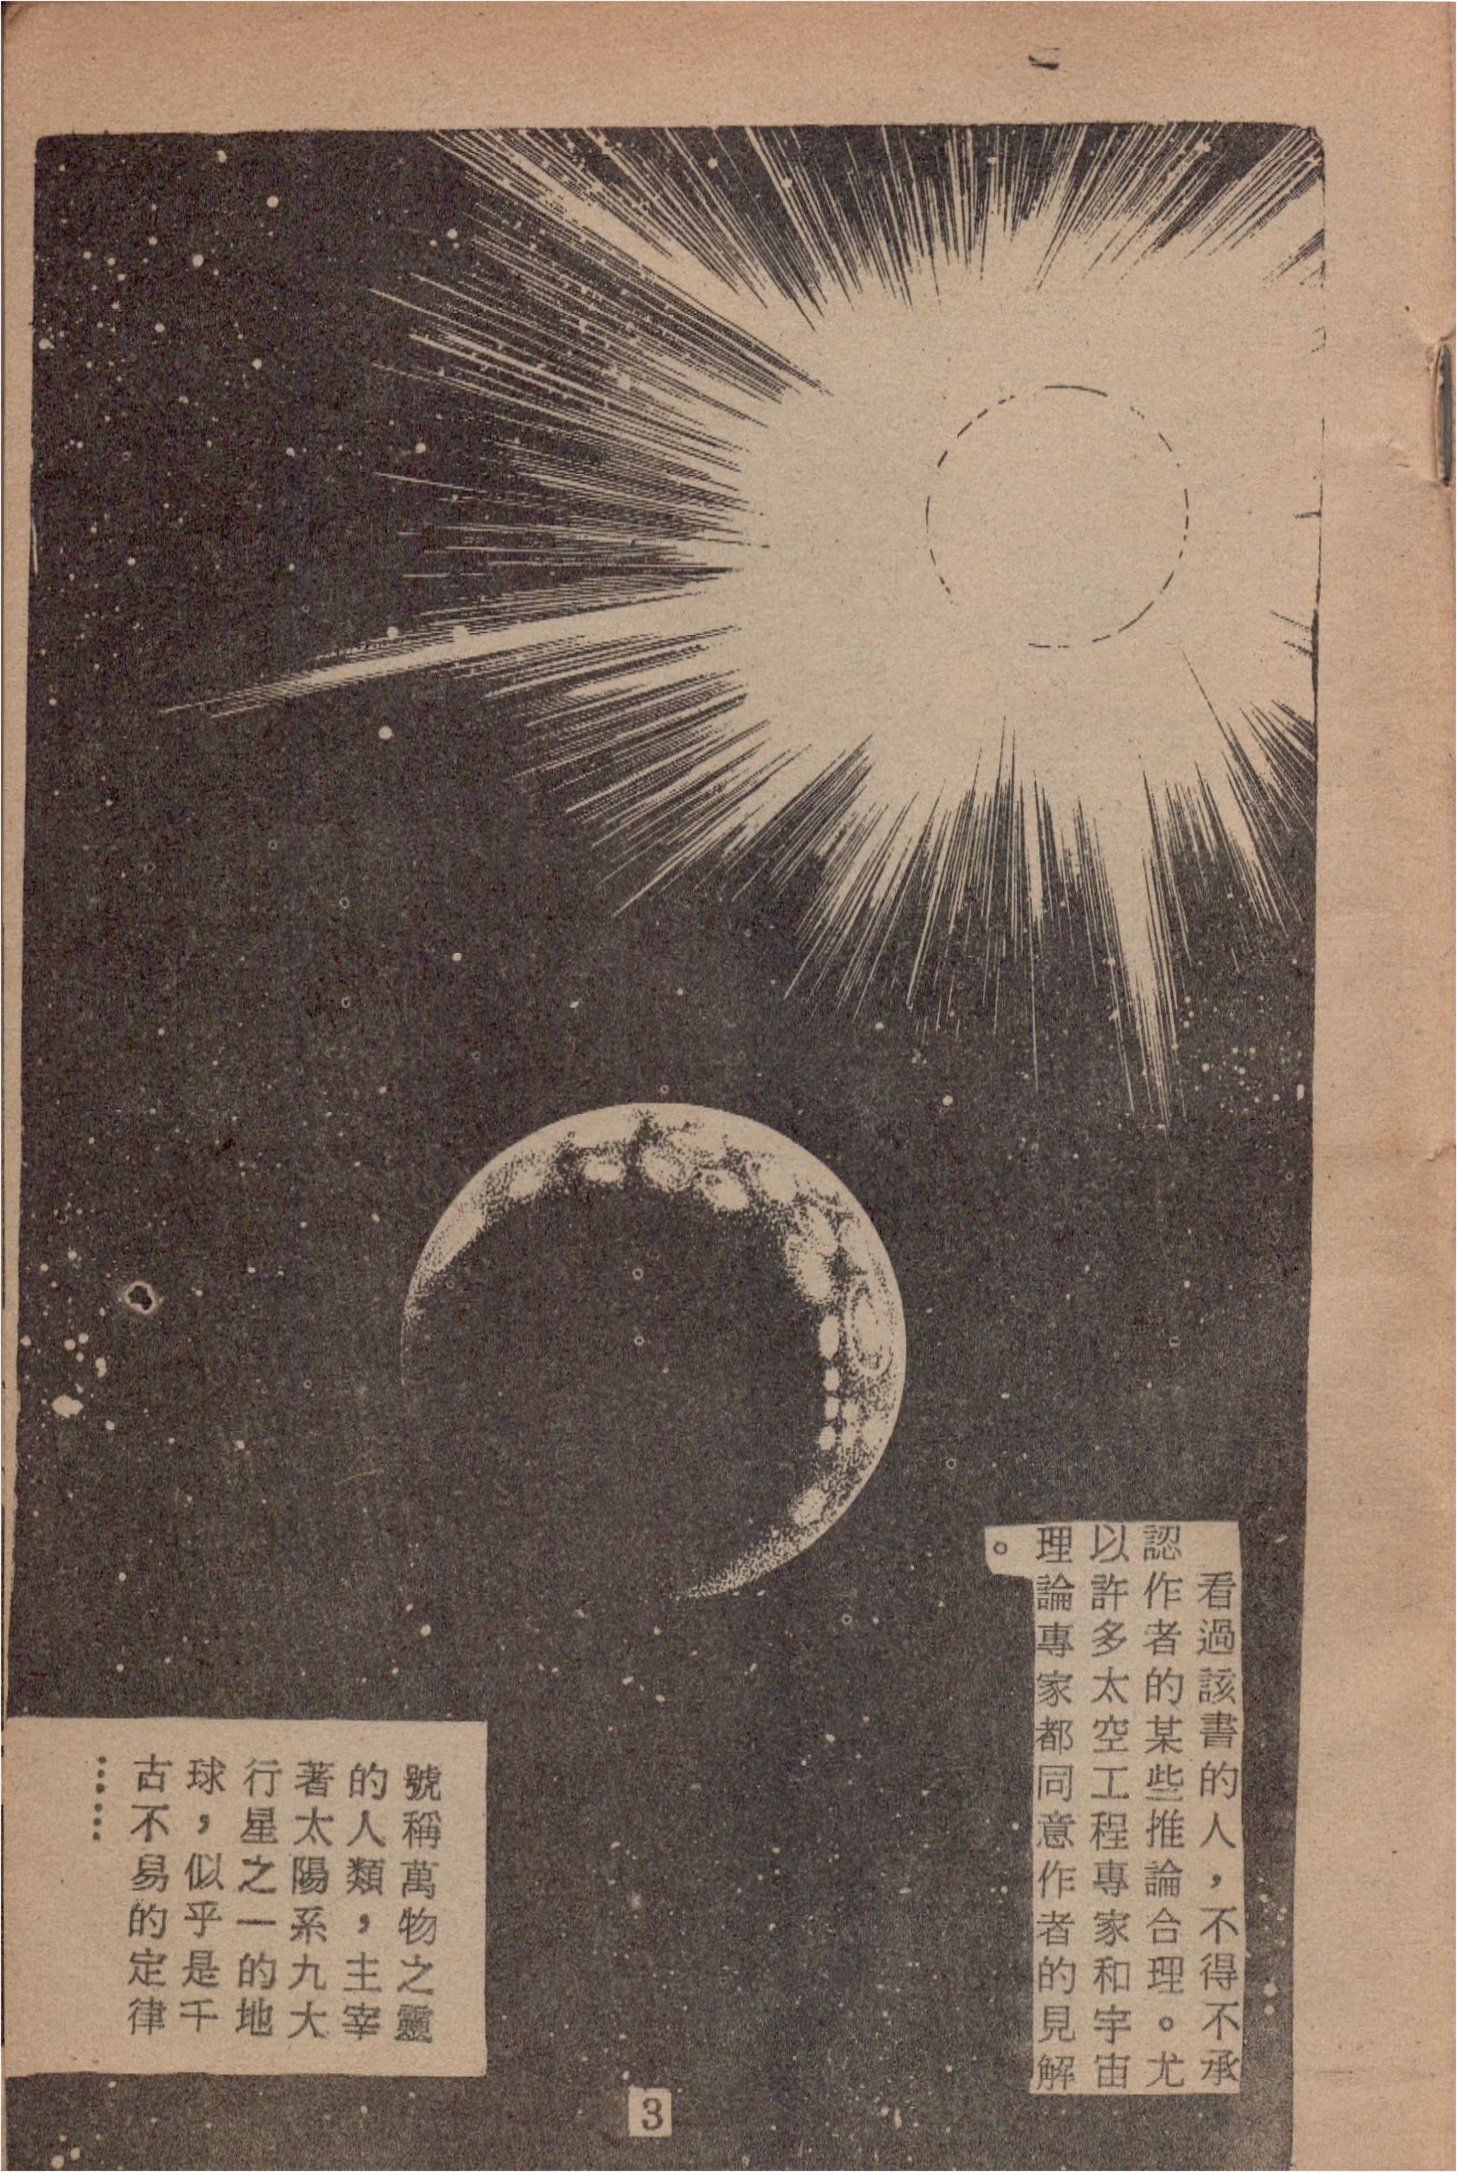 看過該書的人，不得不承
認作者的某些推論合理。尤
以許多太空工程專家和宇宙
理論專家都同意作者的見解
。
號稱萬物之靈
的人類，主宰
著太陽系九大
行星之一的地
球，似乎是千
古不易的定律
……
3